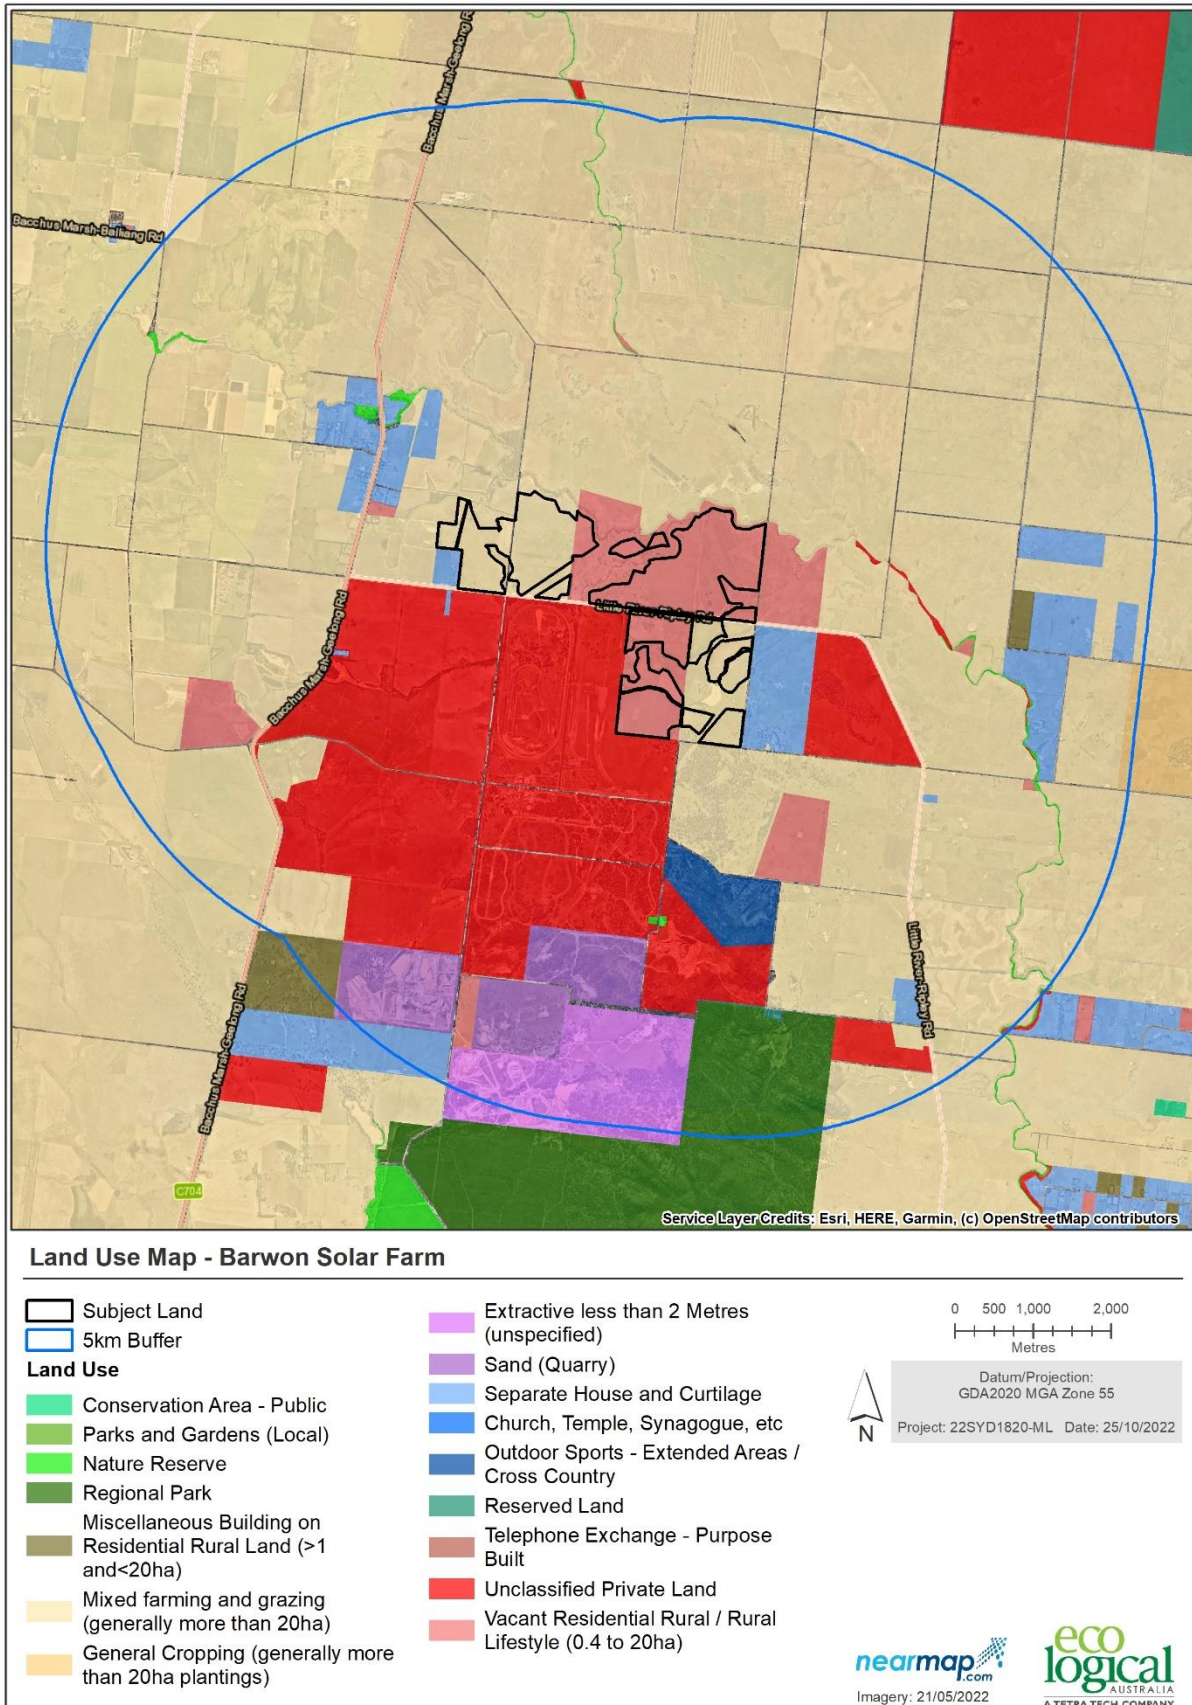 Bacchus Marsh-Geelong Rd
Bacchus Marsh-Geelong Rd
Bacchus Marsh-Balliang Rd
Little River-Ripley Rd
Bacchus Marsh-Geelong Rd
Little River-Ripley Rd
Bacchus Marsh-Geelong Rd
C704
Service Layer Credits: Esri, HERE, Garmin, (c) OpenStreetMap contributors
Land Use Map - Barwon Solar Farm
Subject Land
5km Buffer
Land Use
Conservation Area - Public
Parks and Gardens (Local)
Nature Reserve
Regional Park
Miscellaneous Building on
Residential Rural Land (>1
and<20ha)
Mixed farming and grazing
(generally more than 20ha)
General Cropping (generally more
than 20ha plantings)
Extractive less than 2 Metres
(unspecified)
Sand (Quarry)
Separate House and Curtilage
Church, Temple, Synagogue, etc
Outdoor Sports - Extended Areas /
Cross Country
Reserved Land
Telephone Exchange - Purpose
Built
Unclassified Private Land
Vacant Residential Rural / Rural
Lifestyle (0.4 to 20ha)
0 500 1,000 2,000
Metres
N
Datum/Projection:
GDA2020 MGA Zone 55
Project: 22SYD1820-ML Date: 25/10/2022
nearmap
.com
Imagery: 21/05/2022
eco
logical
AUSTRALIA
A TETRA TECH COMPANY